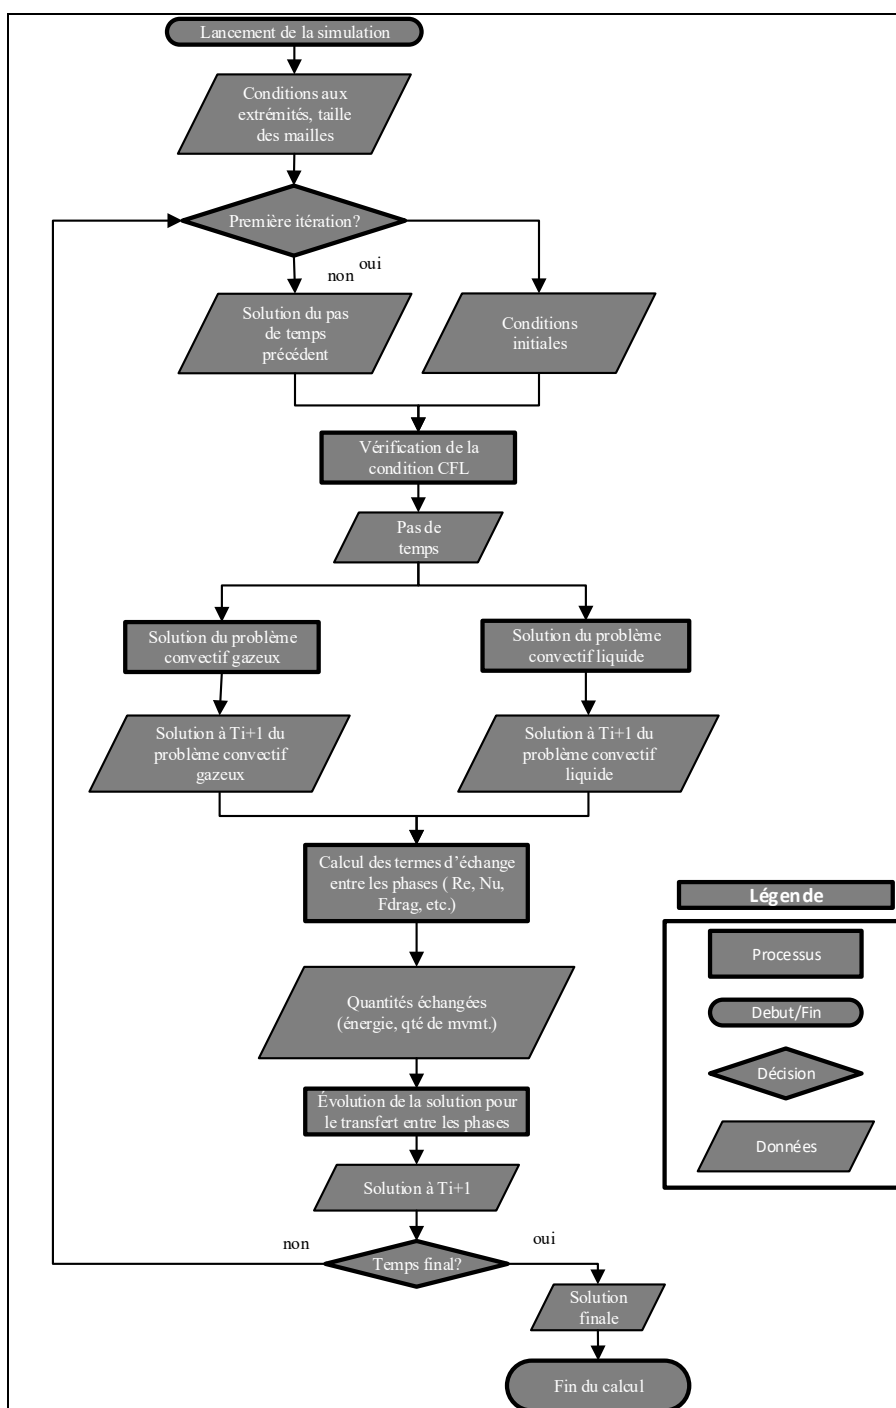 Lancement de la simulation
Conditions aux
extrémités, taille
des mailles
Première itération?
non
oui
Solution du pas
de temps
précédent
Conditions
initiales
Vérification de la
condition CFL
Pas de
temps
Solution du problème
convectif gazeux
Solution du problème
convectif liquide
Solution à Ti+1 du
problème convectif
gazeux
Solution à Ti+1 du
problème convectif
liquide
Calcul des termes d'échange
entre les phases ( Re, Nu,
Fdrag, etc.)
Quantités échangées
(énergie, qté de mvmt.)
Évolution de la solution pour
le transfert entre les phases
Solution à Ti+1
non
Temps final?
oui
Solution
finale
Fin du calcul
Légende
Processus
Debut/Fin
Décision
Données